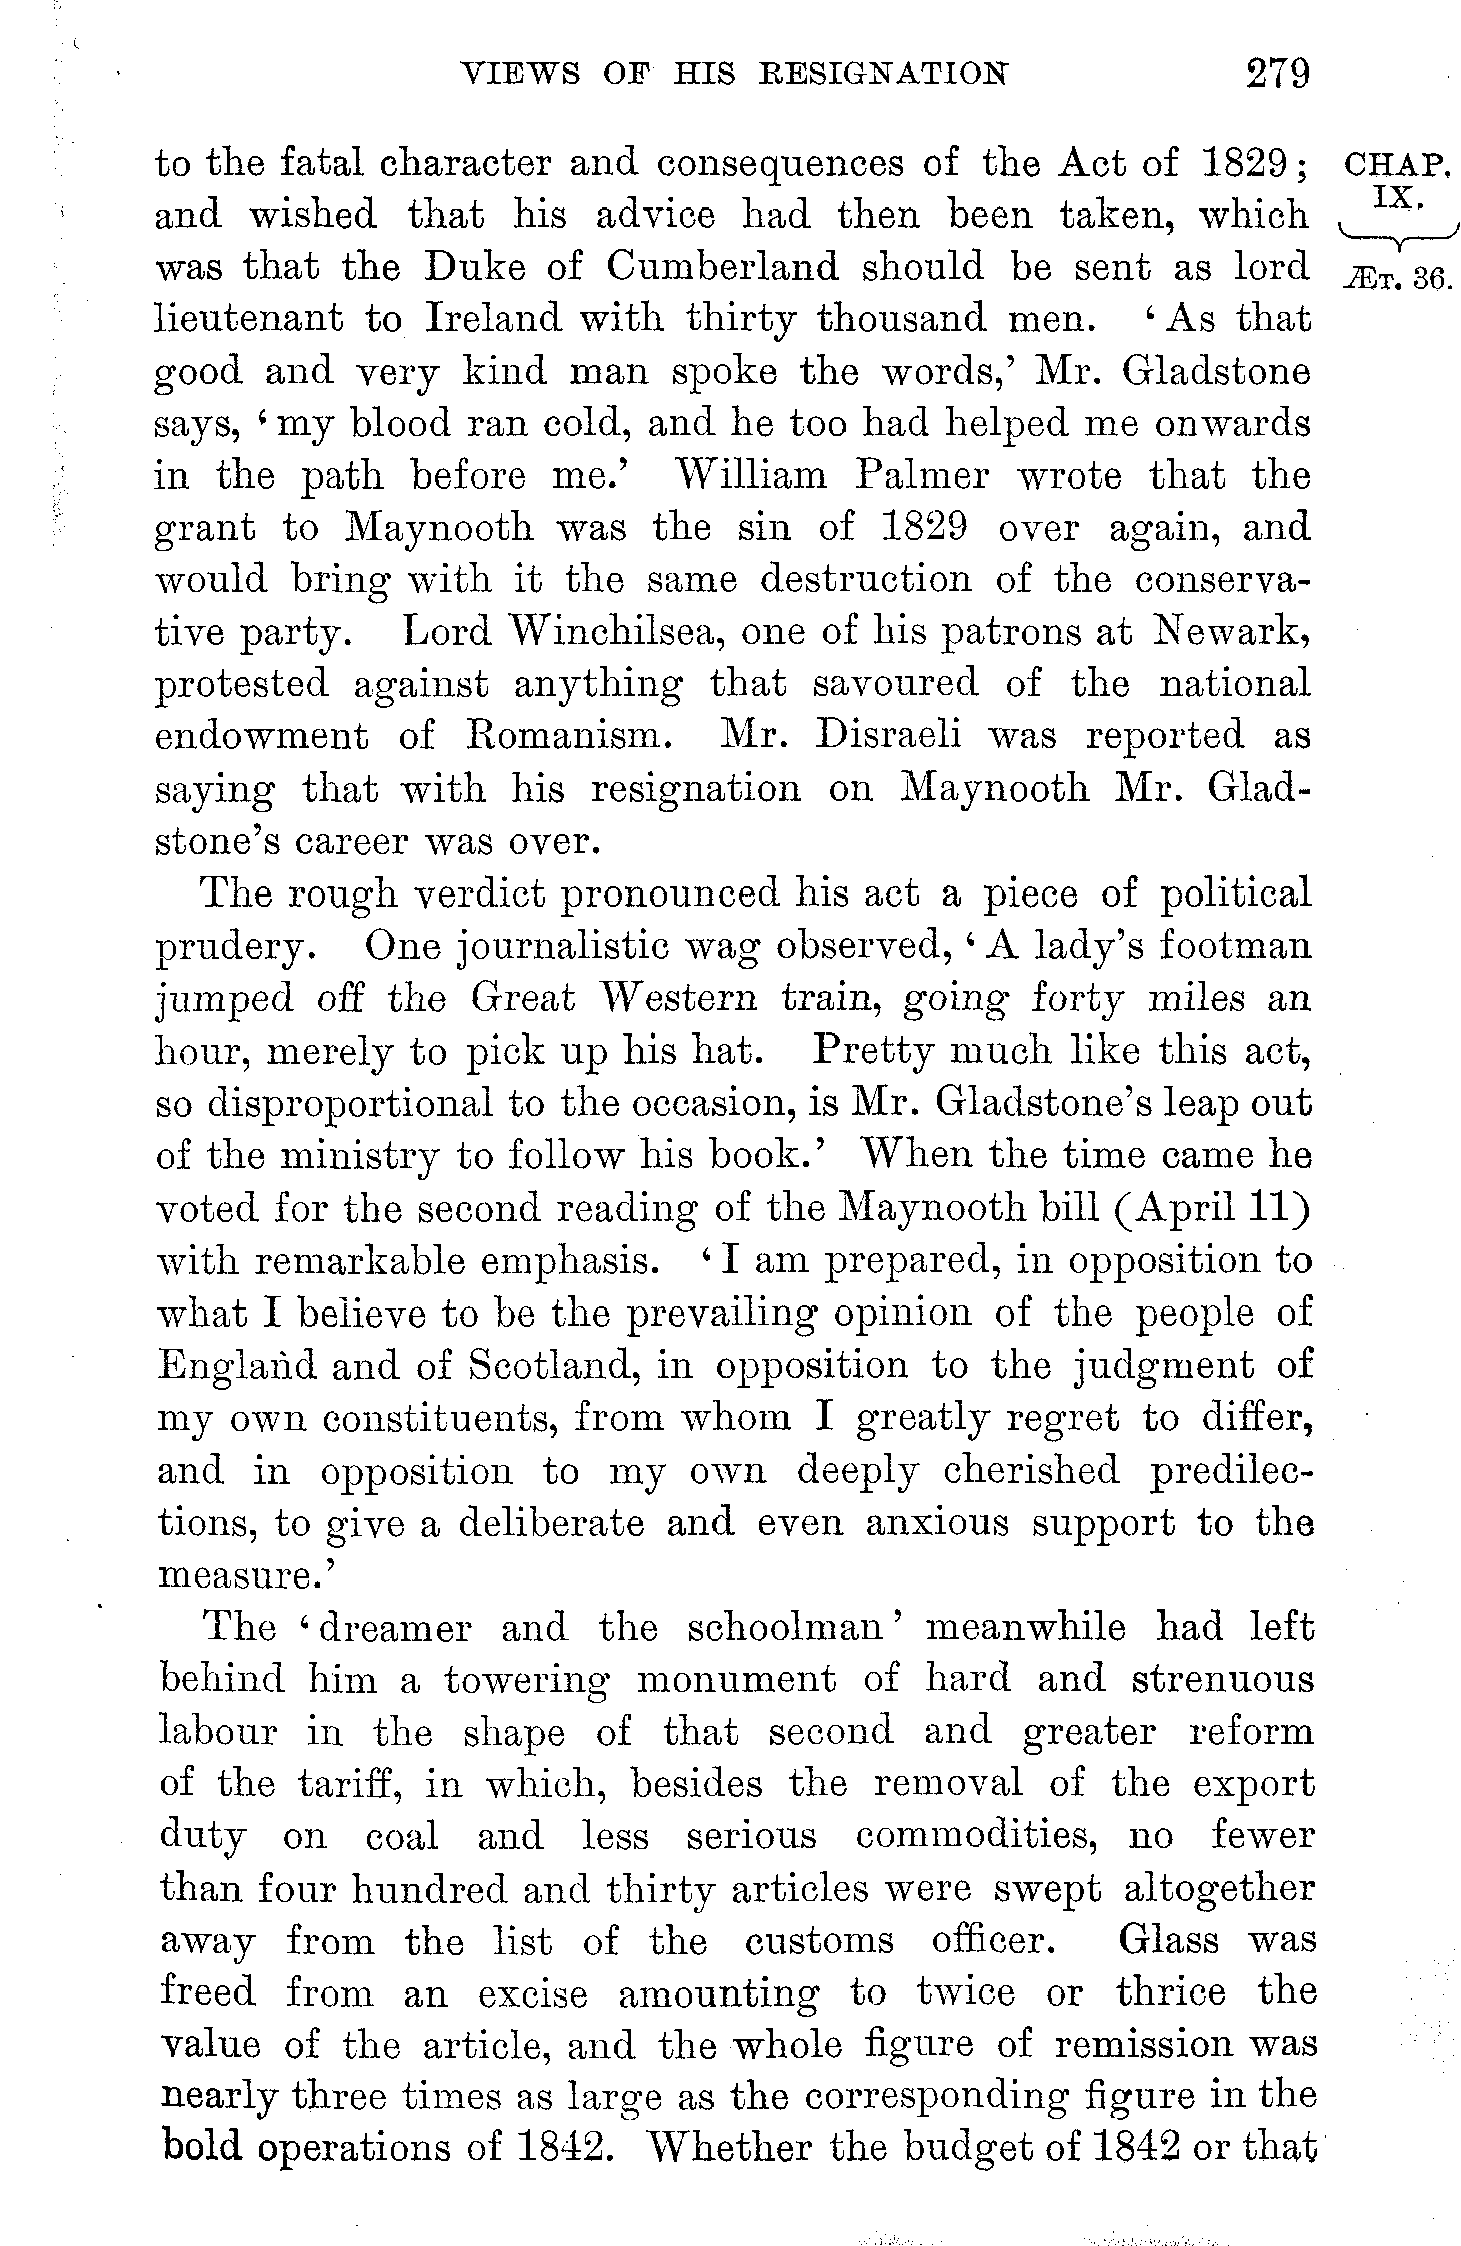 VIEWS OF HIS RESIGNATION 279
CHAP.
IX.
ÆT. 36.
to the fatal character and consequences of the Act of 1829;
and wished that his advice had then been taken, which
was that the Duke of Cumberland should be sent as lord
lieutenant to Ireland with thirty thousand men. ‘As that
good and very kind man spoke the words,’ Mr. Gladstone
says, ‘my blood ran cold, and he too had helped me onwards
in the path before me.’ William Palmer wrote that the
grant to Maynooth was the sin of 1829 over again, and
would bring with it the same destruction of the conserva-
tive party. Lord Winchilsea, one of his patrons at Newark,
protested against anything that savoured of the national
endowment of Romanism. Mr. Disraeli was reported as
saying that with his resignation on Maynooth Mr. Glad-
stone’s career was over.
The rough verdict pronounced his act a piece of political
prudery. One journalistic wag observed, ‘A lady’s footman
jumped off the Great Western train, going forty miles an
hour, merely to pick up his hat. Pretty much like this act,
so disproportional to the occasion, is Mr. Gladstone’s leap out
of the ministry to follow his book.’ When the time came he
voted for the second reading of the Maynooth bill (April 11)
with remarkable emphasis. ‘I am prepared, in opposition to
what I believe to be the prevailing opinion of the people of
England and of Scotland, in opposition to the judgment of
my own constituents, from whom I greatly regret to differ,
and in opposition to my own deeply cherished predilec-
tions, to give a deliberate and even anxious support to the
measure.’
The ‘dreamer and the schoolman’ meanwhile had left
behind him a towering monument of hard and strenuous
labour in the shape of that second and greater reform
of the tariff, in which, besides the removal of the export
duty on coal and less serious commodities, no fewer
than four hundred and thirty articles were swept altogether
away from the list of the customs officer. Glass was
freed from an excise amounting to twice or thrice the
value of the article, and the whole figure of remission was
nearly three times as large as the corresponding figure in the
bold operations of 1842. Whether the budget of 1842 or that